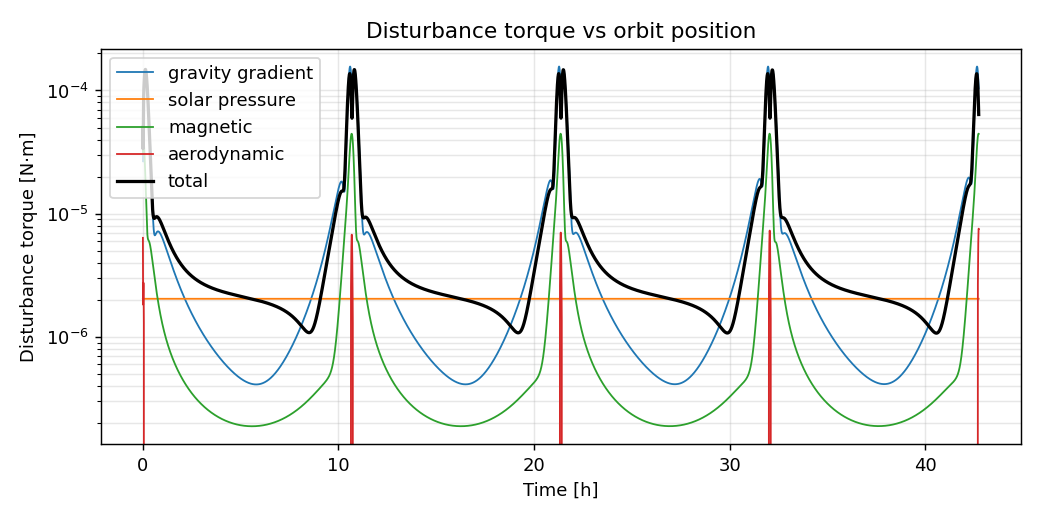 Disturbance torque vs orbit position
Disturbance torque [N·m]
10⁻⁴
10⁻⁵
10⁻⁶
gravity gradient
solar pressure
magnetic
aerodynamic
total
0 10 20 30 40
Time [h]